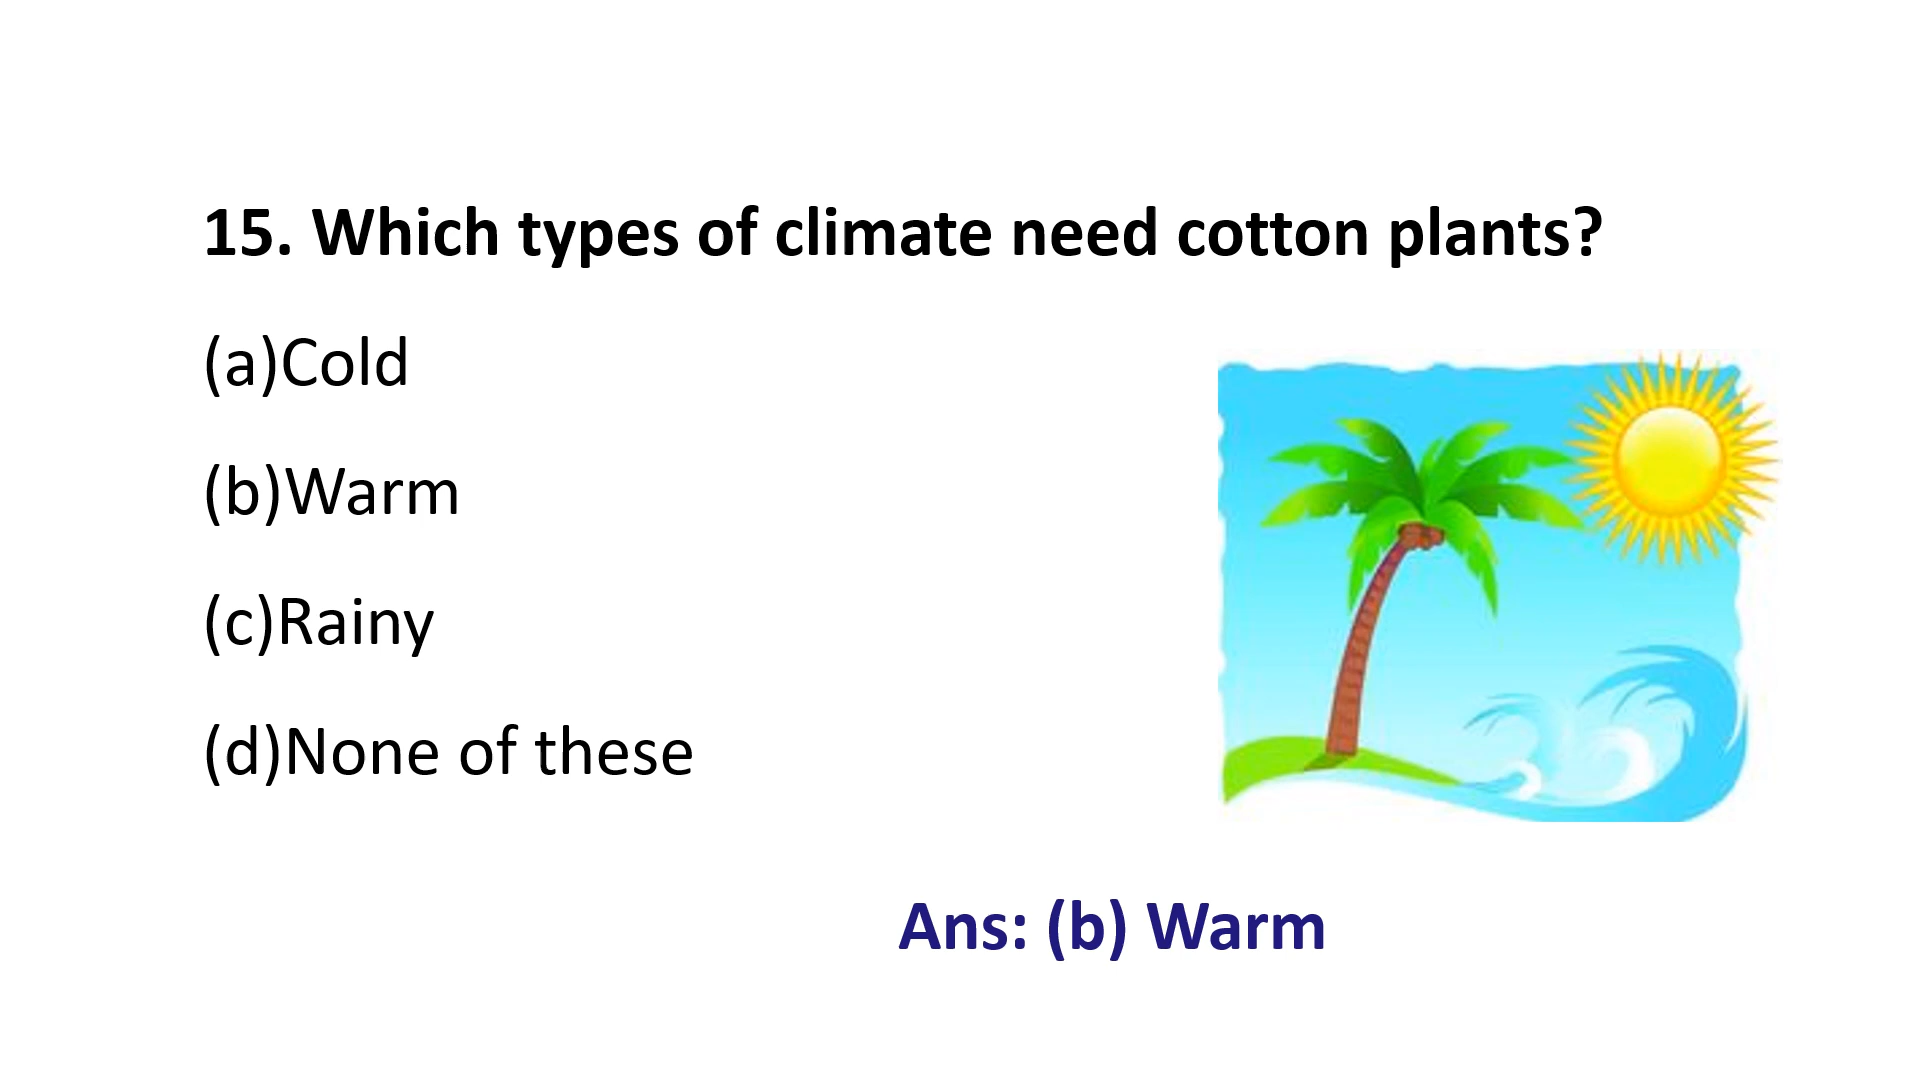 15. Which types of climate need cotton plants?
(a)Cold
(b)Warm
(c)Rainy
(d)None of these
Ans: (b) Warm